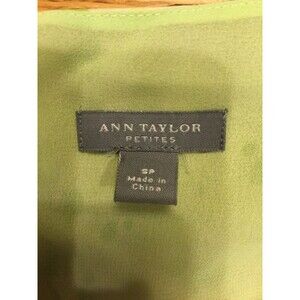 ANN TAYLOR
PETITES
SP
Made in
China